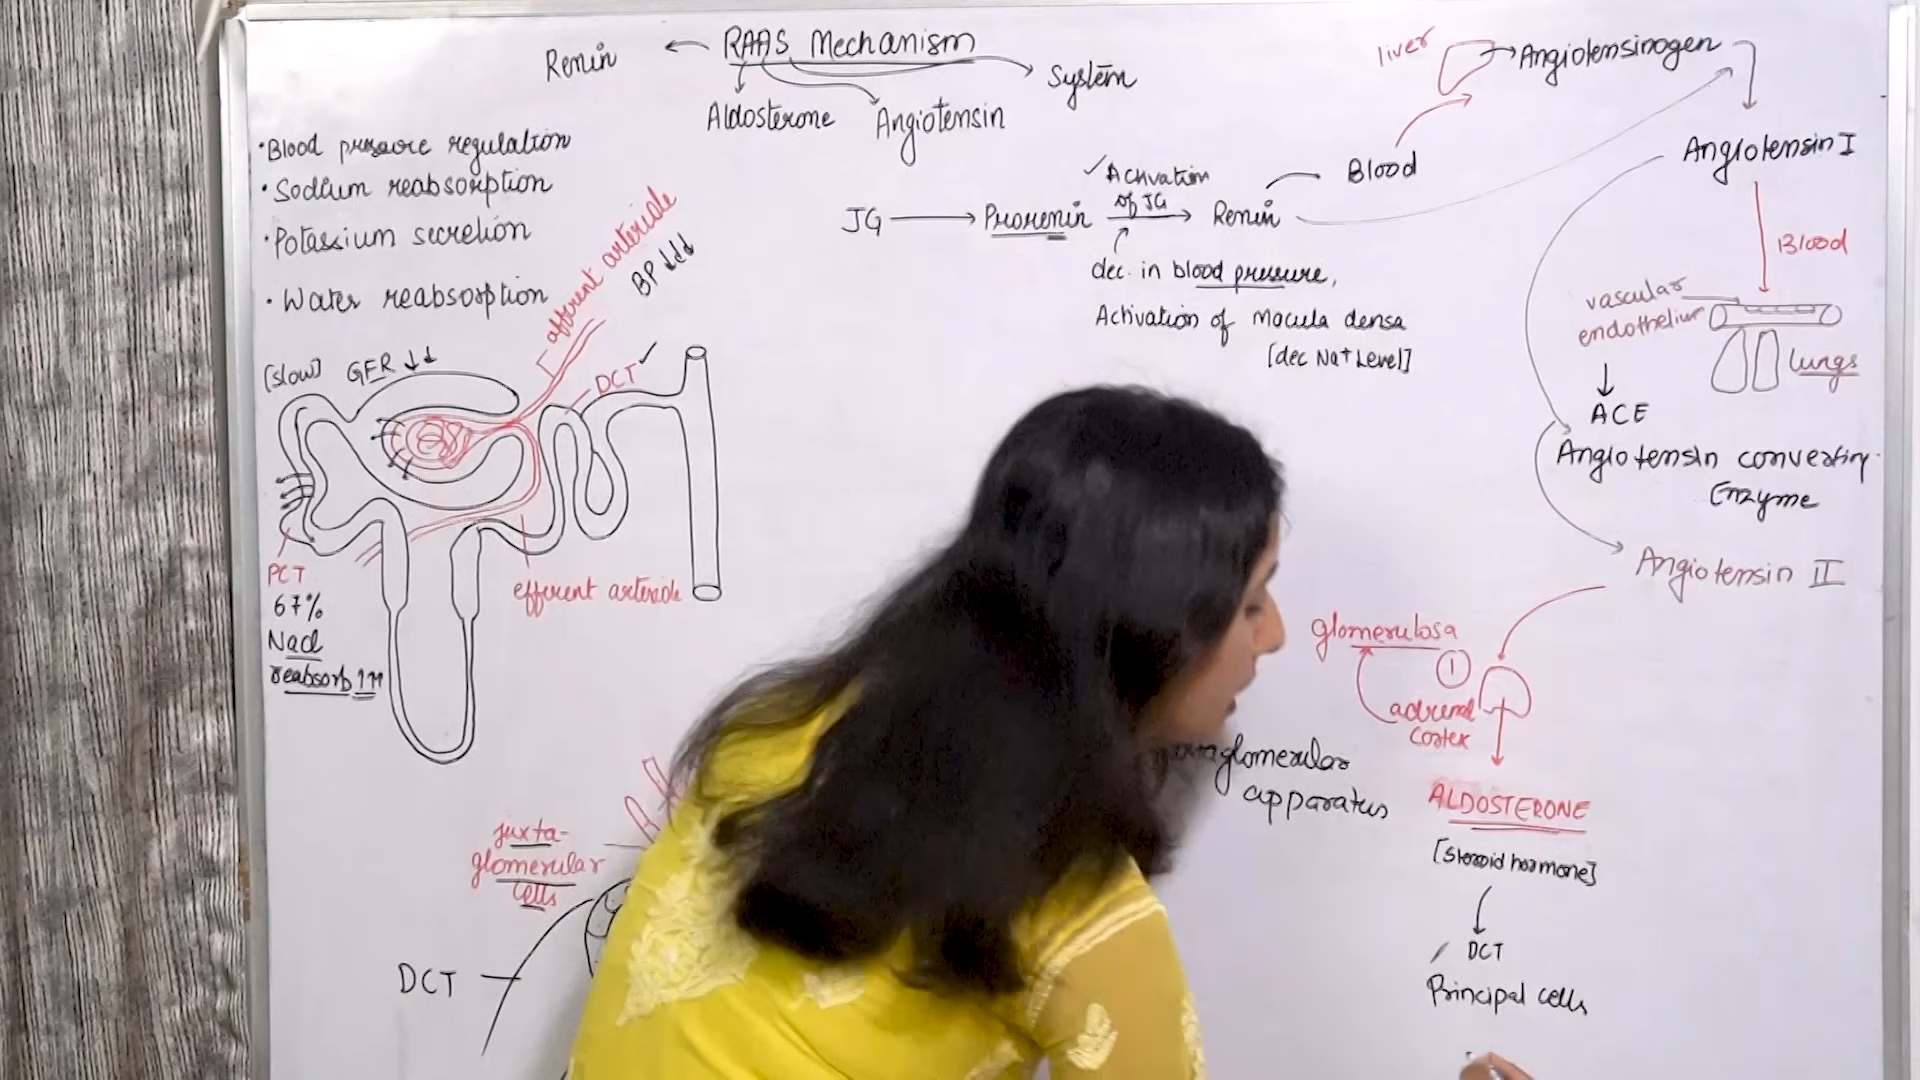 RAAS Mechanism
Renin
System
Aldosterone
Angiotensin
• Blood pressure regulation
• Sodium reabsorption
• Potassium secretion
• Water reabsorption
afferent arteriole
BP ↓↓↓
[slow] GFR ↓↓
DCT ✓
PCT
67%
Nacl
reabsorb
efferent arteriole
juxta-
glomerular
cells
DCT
JG → Prorenin
✓ Activation
of JG
→ Renin
dec. in blood pressure,
Activation of macula densa
[dec Na+ Level]
Blood
liver
Angiotensinogen
Angiotensin I
Blood
vascular
endothelium
lungs
ACE
Angiotensin converting
Enzyme
Angiotensin II
glomerulosa
1
adrenal
cortex
glomerular
apparatus
ALDOSTERONE
[Steroid hormone]
DCT
Principal cells